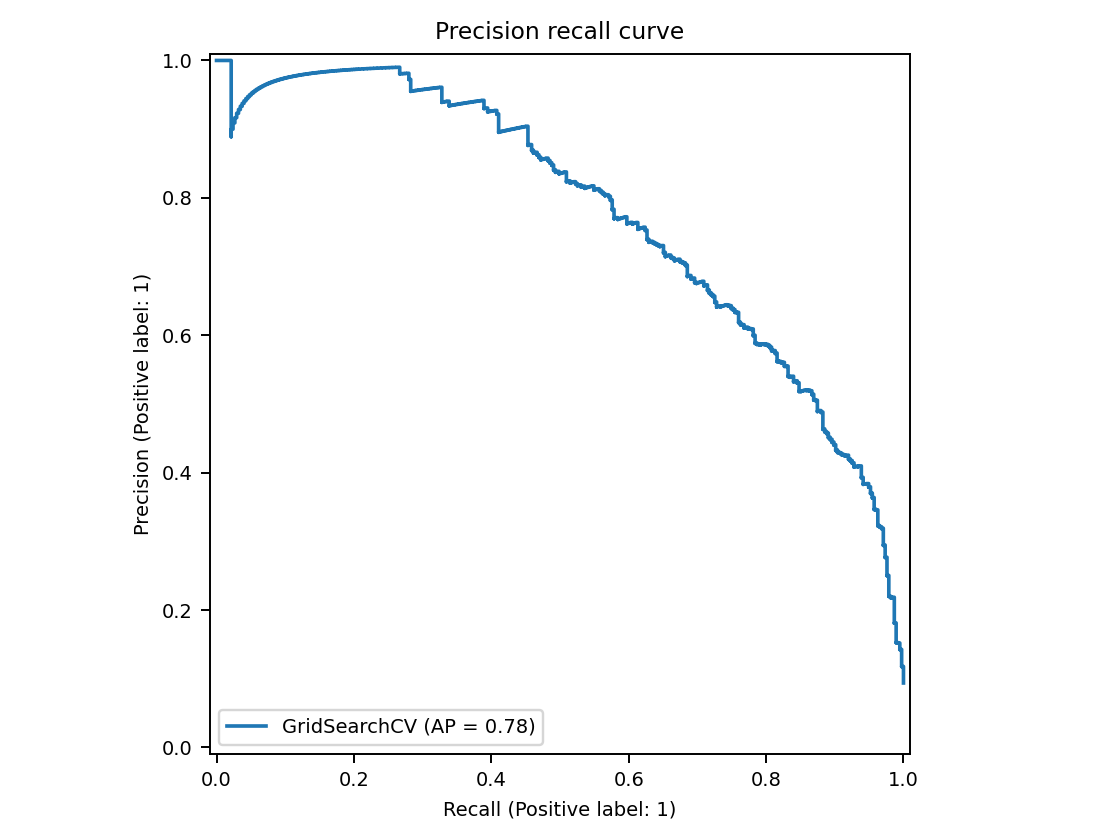 Precision recall curve
1.0
0.8
0.6
0.4
0.2
0.0
Precision (Positive label: 1)
GridSearchCV (AP = 0.78)
0.0 0.2 0.4 0.6 0.8 1.0
Recall (Positive label: 1)